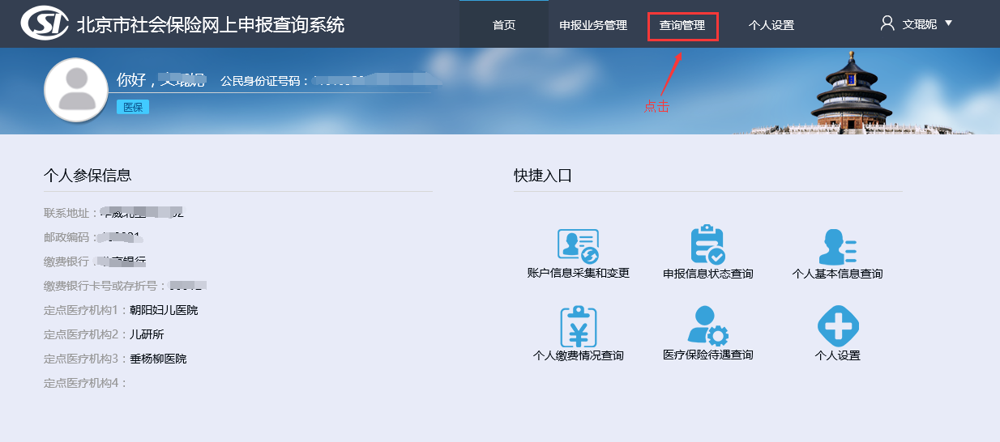 北京市社会保险网上申报查询系统
首页 申报业务管理 查询管理 个人设置 文琨妮
你好，文琨妮 公民身份证号码：
医保
点击
个人参保信息
快捷入口
联系地址：
邮政编码：
缴费银行：
缴费银行卡号或存折号：
定点医疗机构1：朝阳妇儿医院
定点医疗机构2：儿研所
定点医疗机构3：垂杨柳医院
定点医疗机构4：
账户信息采集和变更 申报信息状态查询 个人基本信息查询
个人缴费情况查询 医疗保险待遇查询 个人设置